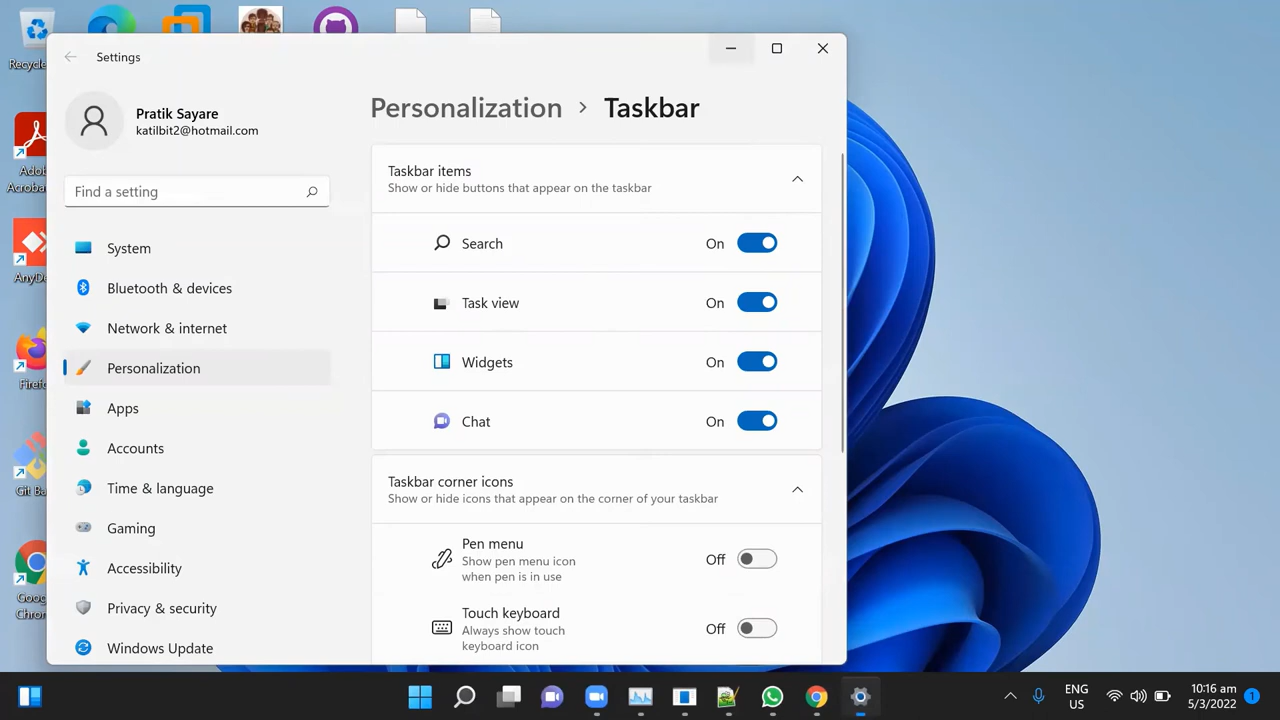 Settings
Pratik Sayare
katilbit2@hotmail.com
Find a setting
System
Bluetooth & devices
Network & internet
Personalization
Apps
Accounts
Time & language
Gaming
Accessibility
Privacy & security
Windows Update
Personalization > Taskbar
Taskbar items
Show or hide buttons that appear on the taskbar
Search On
Task view On
Widgets On
Chat On
Taskbar corner icons
Show or hide icons that appear on the corner of your taskbar
Pen menu
Show pen menu icon
when pen is in use
Off
Touch keyboard
Always show touch
keyboard icon
Off
ENG
US
10:16 am
5/3/2022
1